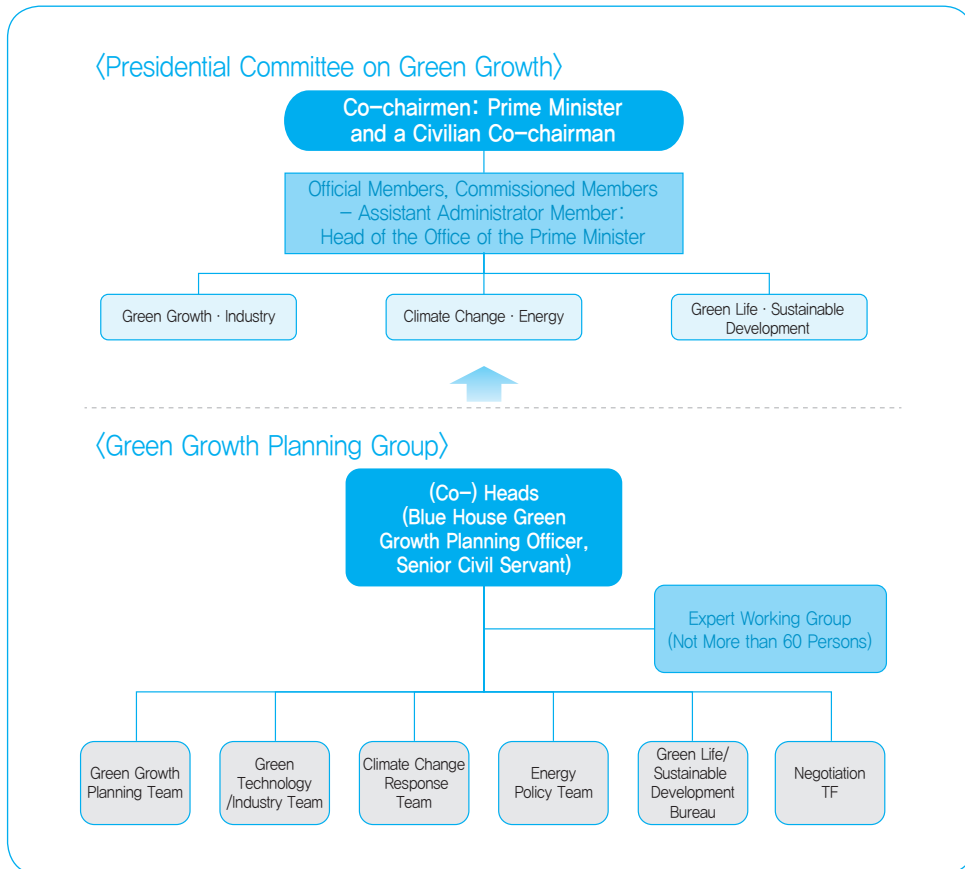 〈Presidential Committee on Green Growth〉
Co-chairmen: Prime Minister
and a Civilian Co-chairman
Official Members, Commissioned Members
- Assistant Administrator Member:
Head of the Office of the Prime Minister
Green Growth · Industry
Climate Change · Energy
Green Life · Sustainable
Development
〈Green Growth Planning Group〉
(Co-) Heads
(Blue House Green
Growth Planning Officer,
Senior Civil Servant)
Expert Working Group
(Not More than 60 Persons)
Green Growth
Planning Team
Green
Technology
/Industry Team
Climate Change
Response
Team
Energy
Policy Team
Green Life/
Sustainable
Development
Bureau
Negotiation
TF